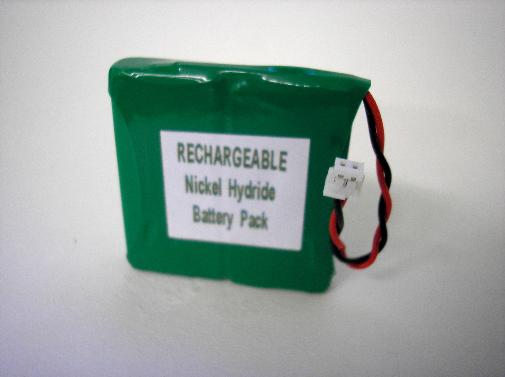 RECHARGEABLE
Nickel Hydride
Battery Pack